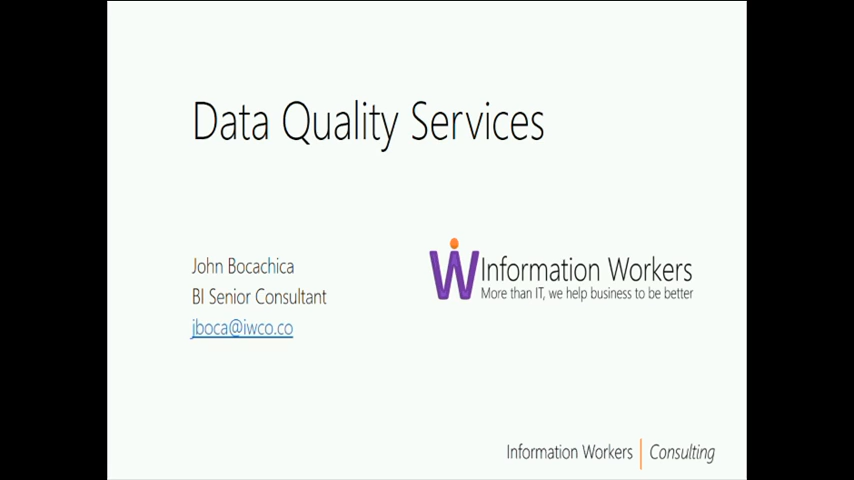 Data Quality Services
John Bocachica
BI Senior Consultant
jboca@iwco.co
iW Information Workers
More than IT, we help business to be better
Information Workers | Consulting